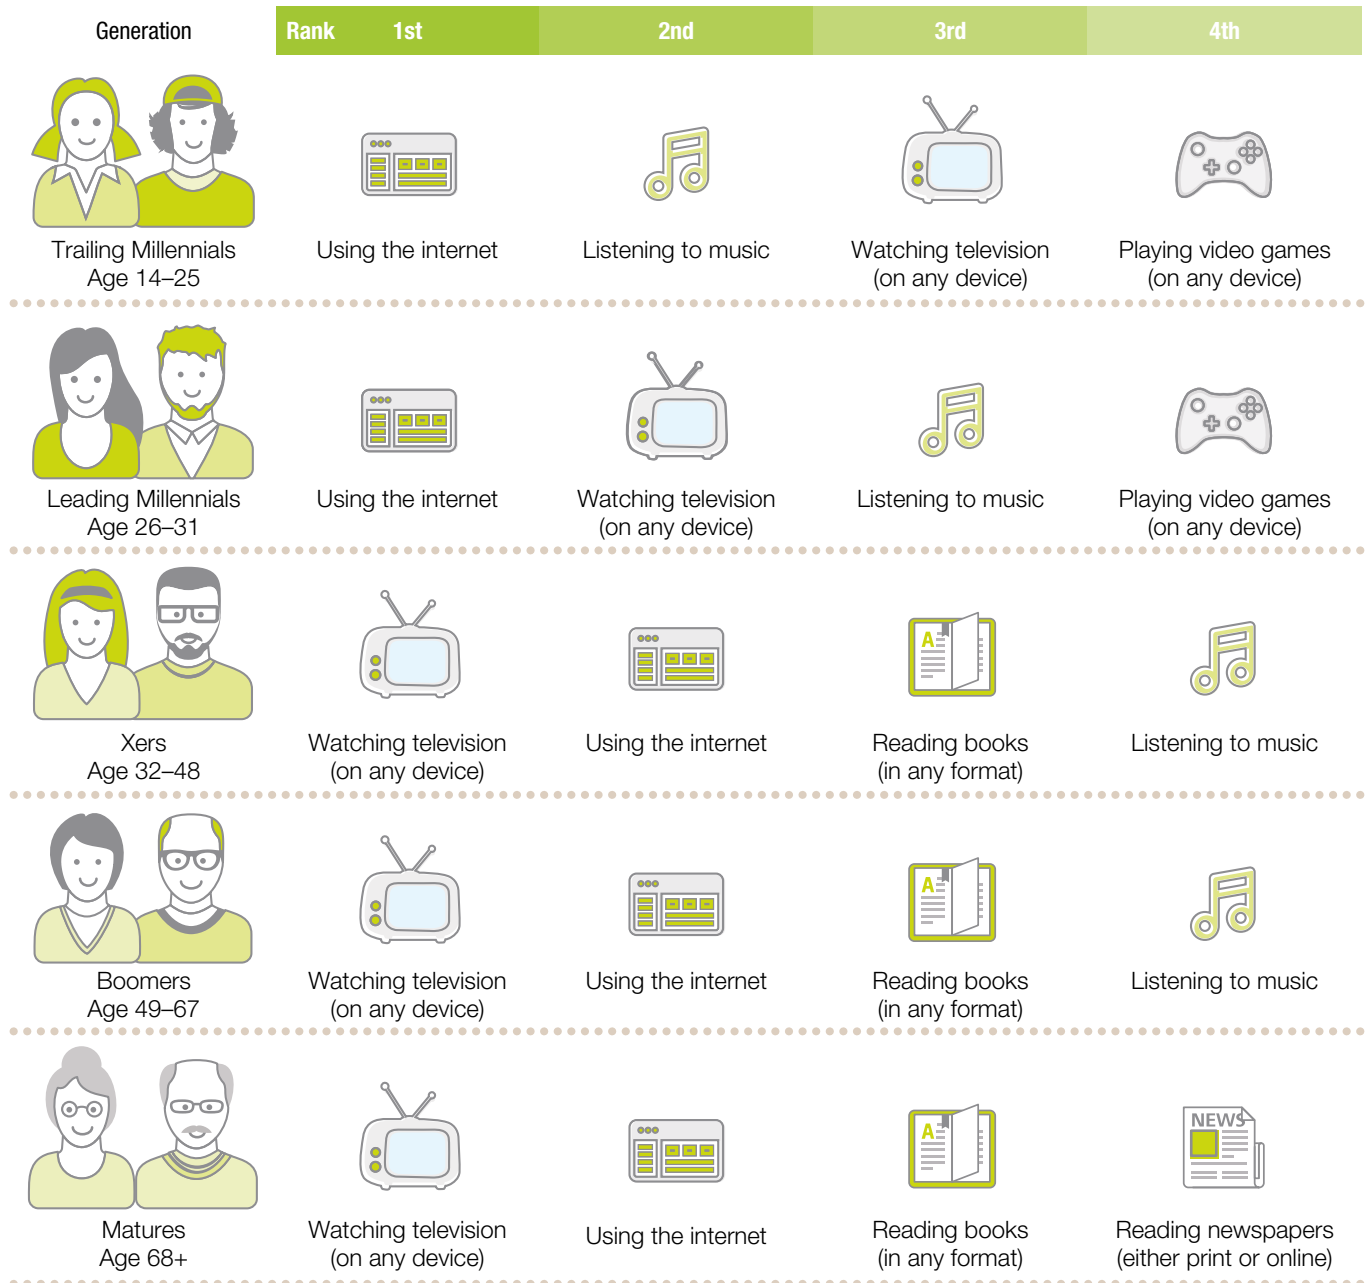 Generation Rank 1st 2nd 3rd 4th
Trailing Millennials
Age 14–25
Using the internet
Listening to music
Watching television
(on any device)
Playing video games
(on any device)
Leading Millennials
Age 26–31
Using the internet
Watching television
(on any device)
Listening to music
Playing video games
(on any device)
A
Xers
Age 32–48
Watching television
(on any device)
Using the internet
Reading books
(in any format)
Listening to music
A
Boomers
Age 49–67
Watching television
(on any device)
Using the internet
Reading books
(in any format)
Listening to music
A
NEWS
Matures
Age 68+
Watching television
(on any device)
Using the internet
Reading books
(in any format)
Reading newspapers
(either print or online)